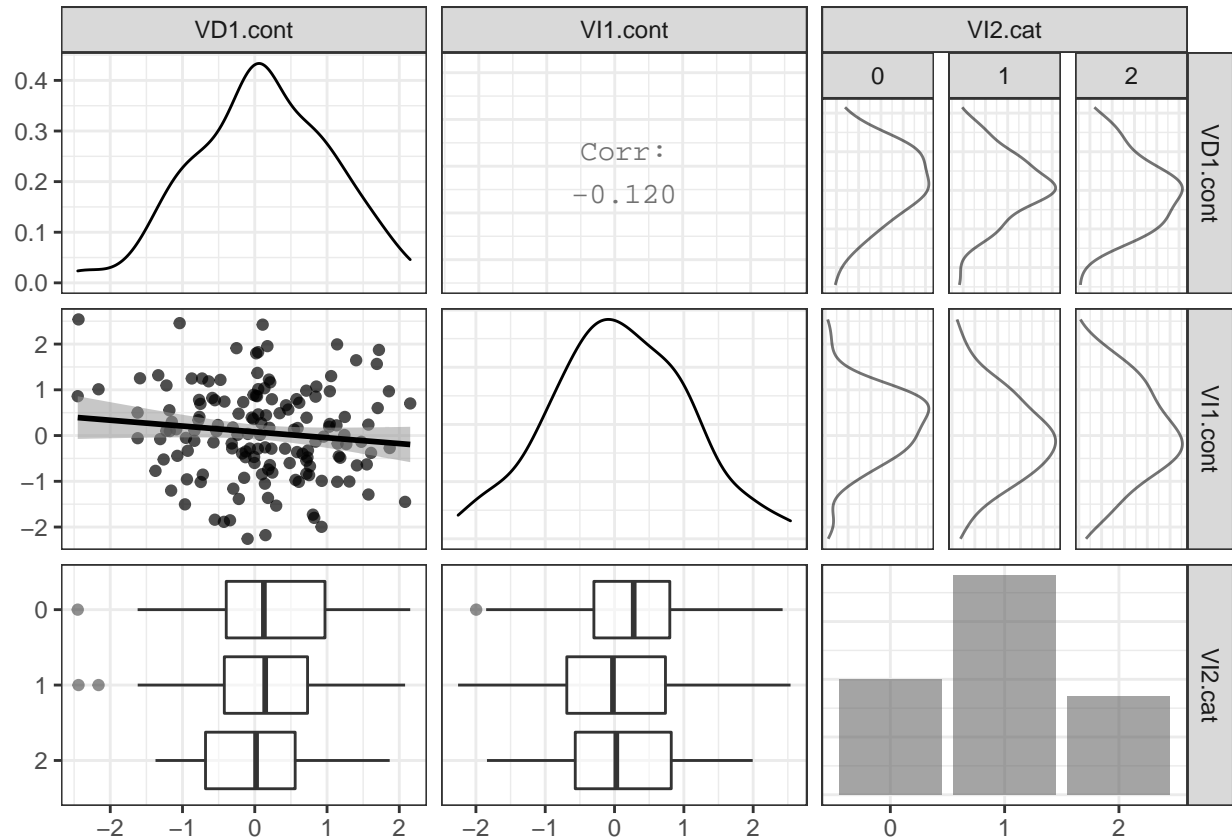 VD1.cont VI1.cont VI2.cat
0 1 2
0.4
0.3
0.2
0.1
0.0
Corr:
−0.120
VD1.cont
2
1
0
−1
−2
VI1.cont
0
1
2
VI2.cat
−2 −1 0 1 2 −2 −1 0 1 2 0 1 2